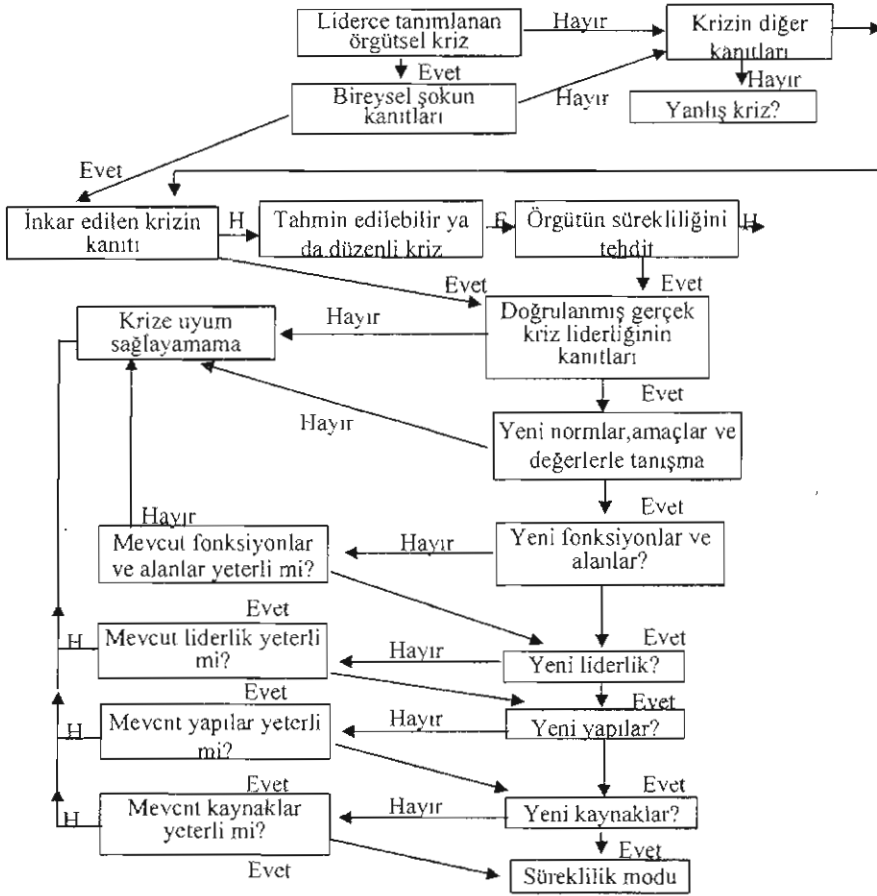 Liderce tanımlanan
örgütsel kriz
Hayır
Krizin diğer
kanıtları
Evet
Hayır
Bireysel şokun
kanıtları
Hayır
Yanlış kriz?
Evet
İnkar edilen krizin
kanıtı
H
Tahmin edilebilir ya
da düzenli kriz
E
Örgütün sürekliliğini
tehdit
H
Evet
Evet
Krize uyum
sağlayamama
Hayır
Doğrulanmış gerçek
kriz liderliğinin
kanıtları
Evet
Hayır
Yeni normlar,amaçlar ve
değerlerle tanışma
Evet
Hayır
Mevcut fonksiyonlar
ve alanlar yeterli mi?
Hayır
Yeni fonksiyonlar ve
alanlar?
Evet
Evet
H
Mevcut liderlik yeterli
mi?
Hayır
Yeni liderlik?
Evet
Evet
H
Mevcnt yapılar yeterli
mi?
Hayır
Yeni yapılar?
Evet
Evet
H
Mevcnt kaynaklar
yeterli mi?
Hayır
Yeni kaynaklar?
Evet
Evet
Süreklilik modu